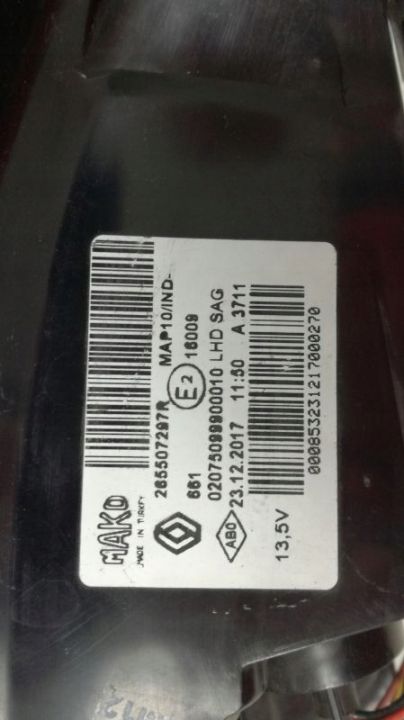 MAKO
MADE IN TURKEY
265507297R MAP10/IND-
661 E2 16009
02075099900010 LHD SAG
ABO 23.12.2017 11:50 A 3711
13,5V
000853231217000270